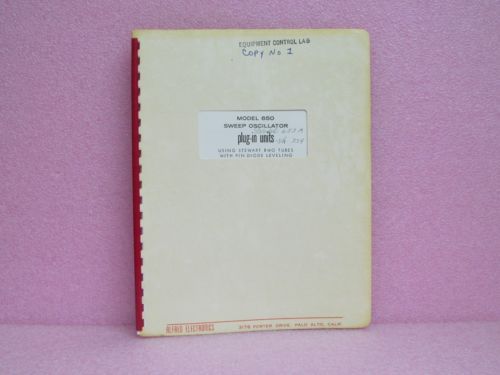 EQUIPMENT CONTROL LAB
Copy No 1
MODEL 650
SWEEP OSCILLATOR
plug-in units
USING STEWART BWO TUBES
WITH PIN-DIODE LEVELING
ALFRED ELECTRONICS
3176 PORTER DRIVE, PALO ALTO, CALIF.